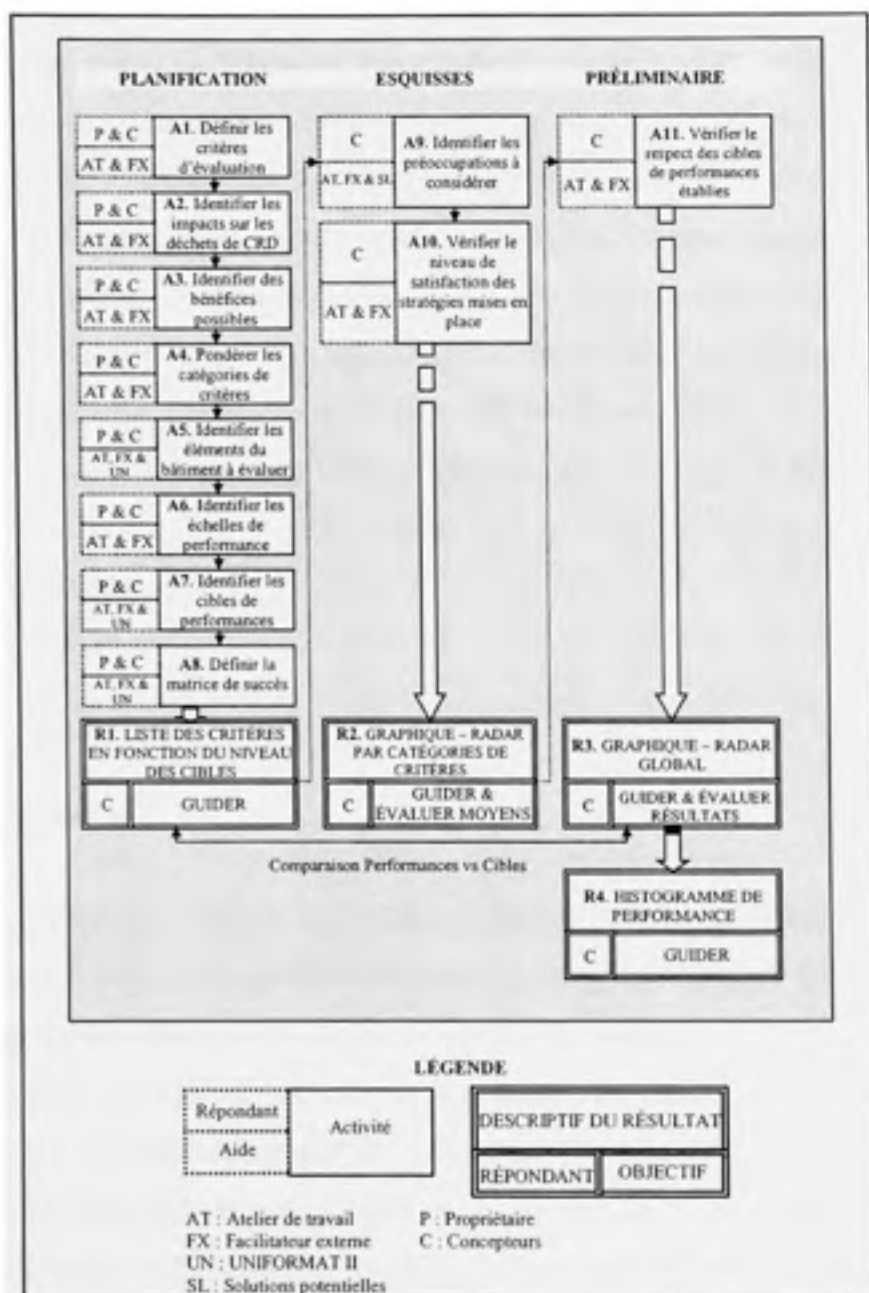 PLANIFICATION
P & C
AT & FX
A1. Définir les
critères
d'évaluation
P & C
AT & FX
A2. Identifier les
impacts sur les
déchets de CRD
P & C
AT & FX
A3. Identifier des
bénéfices
possibles
P & C
AT & FX
A4. Pondérer les
catégories de
critères
P & C
AT, FX &
UN
A5. Identifier les
éléments du
bâtiment à évaluer
P & C
AT & FX
A6. Identifier les
échelles de
performance
P & C
AT, FX &
UN
A7. Identifier les
cibles de
performances
P & C
AT, FX &
UN
A8. Définir la
matrice de succès
R1. LISTE DES CRITÈRES
EN FONCTION DU NIVEAU
DES CIBLES
C
GUIDER
ESQUISSES
C
AT, FX & SL
A9. Identifier les
préoccupations à
considérer
C
AT & FX
A10. Vérifier le
niveau de
satisfaction des
stratégies mises en
place
R2. GRAPHIQUE – RADAR
PAR CATÉGORIES DE
CRITÈRES
C
GUIDER &
ÉVALUER MOYENS
PRÉLIMINAIRE
C
AT & FX
A11. Vérifier le
respect des cibles
de performances
établies
R3. GRAPHIQUE – RADAR
GLOBAL
C
GUIDER & ÉVALUER
RÉSULTATS
Comparaison Performances vs Cibles
R4. HISTOGRAMME DE
PERFORMANCE
C
GUIDER
LÉGENDE
Répondant
Aide
Activité
DESCRIPTIF DU RÉSULTAT
RÉPONDANT
OBJECTIF
AT : Atelier de travail
FX : Facilitateur externe
UN : UNIFORMAT II
SL : Solutions potentielles
P : Propriétaire
C : Concepteurs